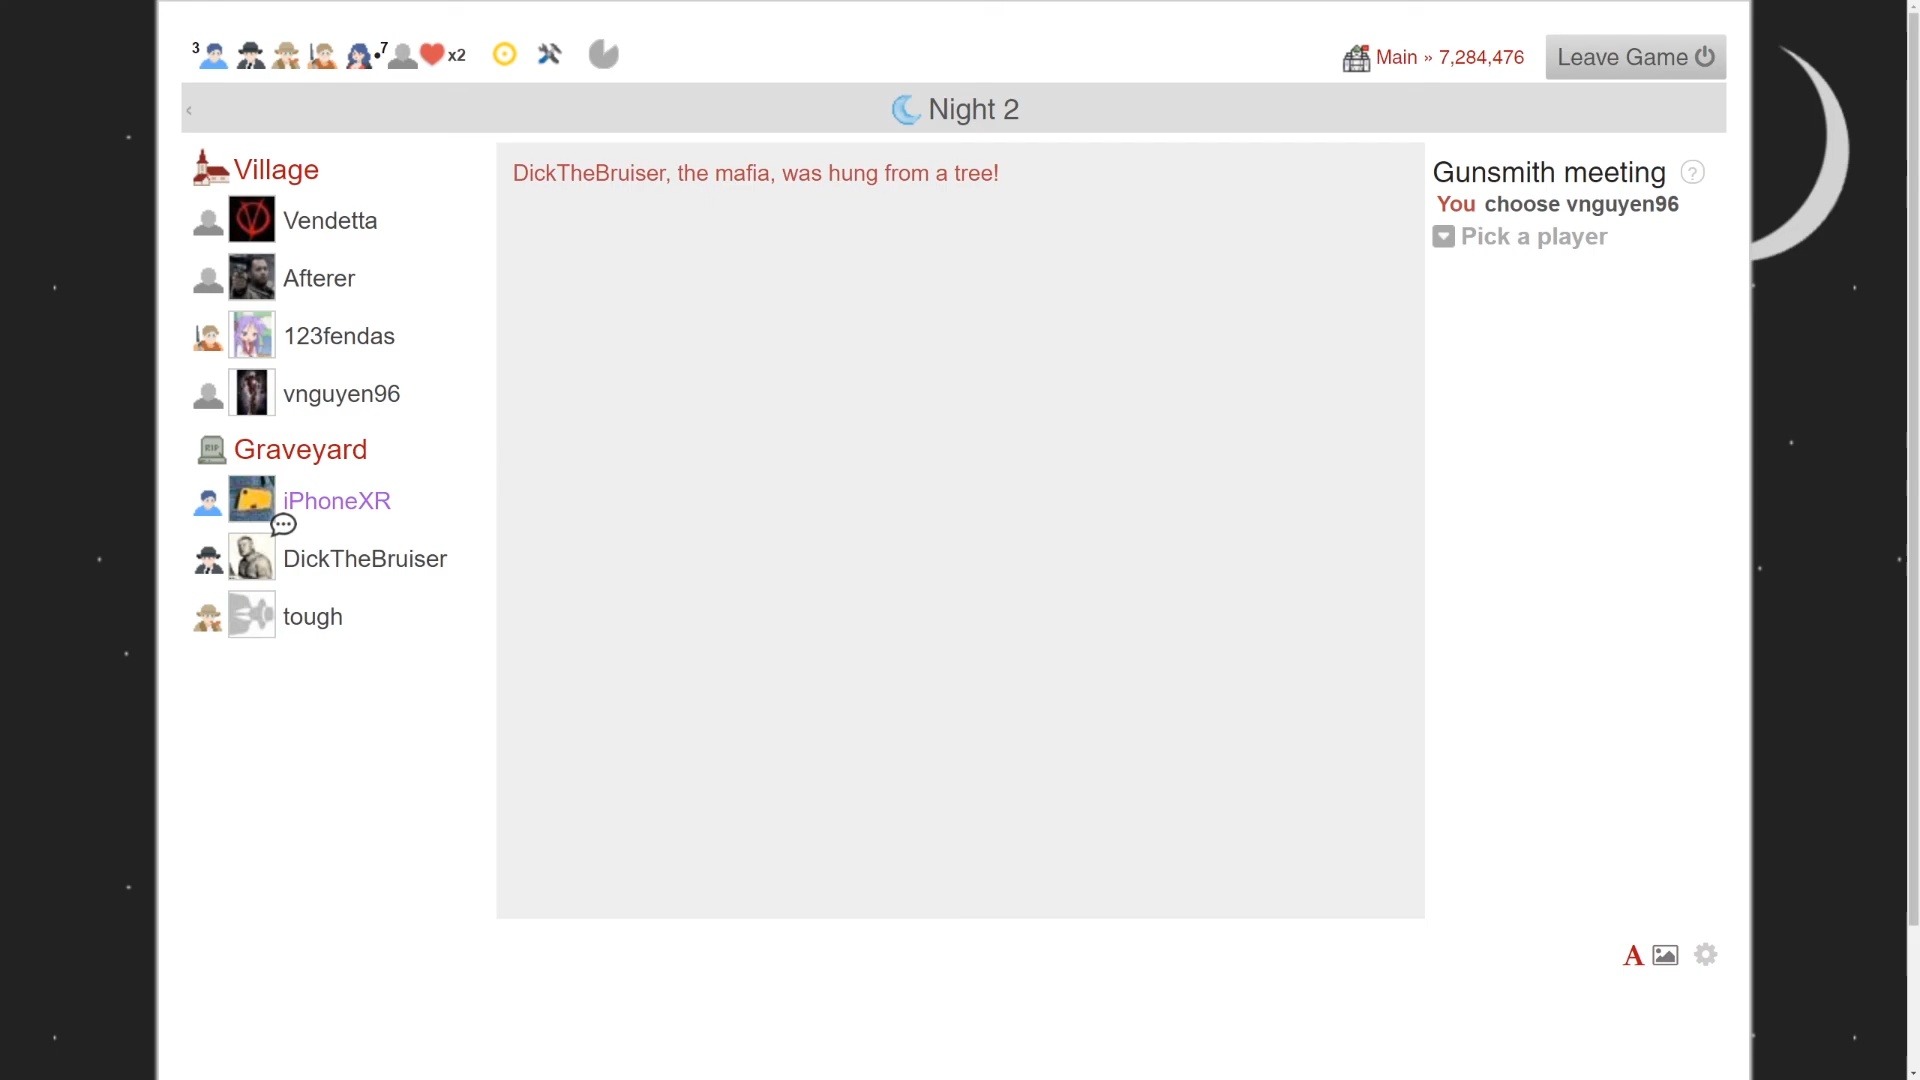 3
7
x2
Main » 7,284,476
Leave Game
Night 2
Village
Vendetta
Afterer
123fendas
vnguyen96
Graveyard
RIP
iPhoneXR
DickTheBruiser
tough
DickTheBruiser, the mafia, was hung from a tree!
Gunsmith meeting ?
You choose vnguyen96
Pick a player
A